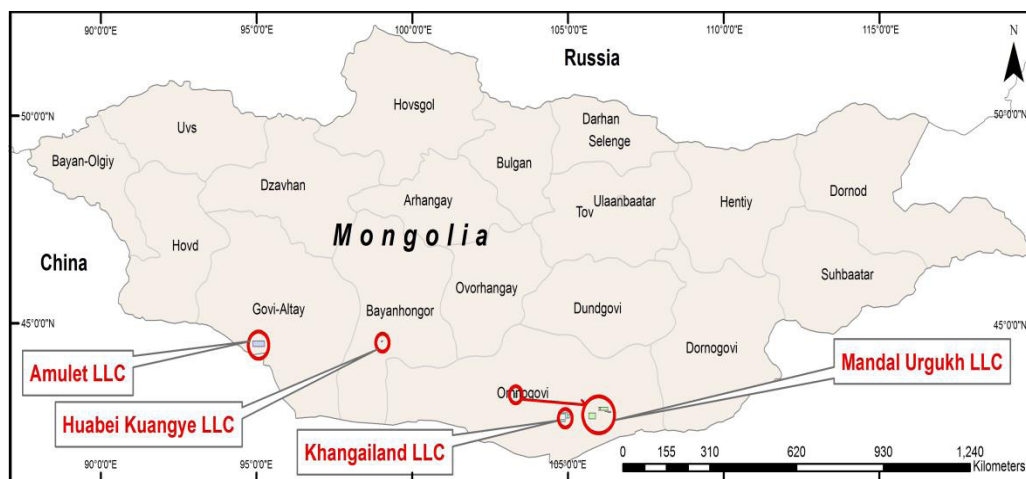 90°0'0"E
95°0'0"E
100°0'0"E
105°0'0"E
110°0'0"E
115°0'0"E
N
Russia
Hovsgol
50°0'0"N
50°0'0"N
Uvs
Darhan
Selenge
Bayan-Olgiy
Bulgan
Dzavhan
Dornod
Arhangay
Ulaanbaatar
Hentiy
Tov
Mongolia
Hovd
China
Ovorhangay
Suhbaatar
Govi-Altay
Bayanhongor
Dundgovi
45°0'0"N
45°0'0"N
Dornogovi
Amulet LLC
Mandal Urgukh LLC
Omnogovi
Huabei Kuangye LLC
Khangailand LLC
90°0'0"E
95°0'0"E
100°0'0"E
105°0'0"E
0 155 310 620 930 1,240
Kilometers